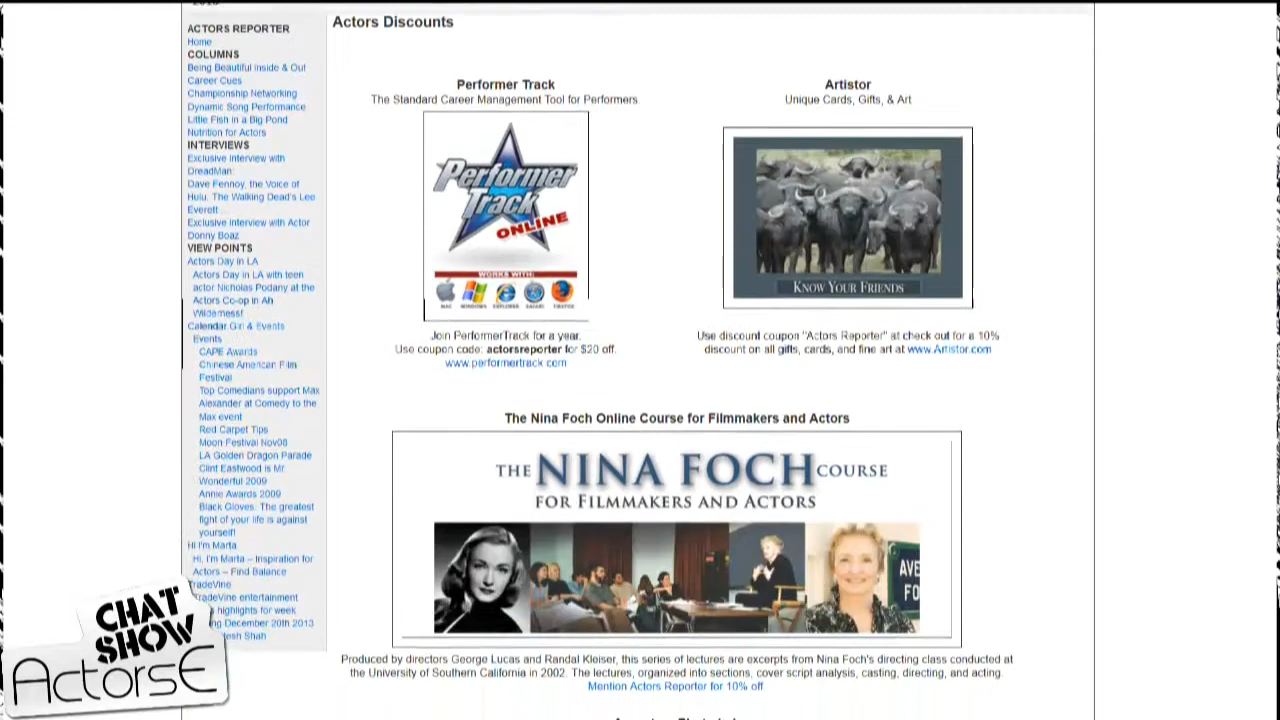 ACTORS REPORTER
Home
COLUMNS
Being Beautiful Inside & Out
Career Cues
Championship Networking
Dynamic Song Performance
Little Fish in a Big Pond
Nutrition for Actors
INTERVIEWS
Exclusive Interview with
DreadMan:
Dave Fennoy, the Voice of
Hulu, The Walking Dead's Lee
Everett
Exclusive Interview with Actor
Donny Boaz
VIEW POINTS
Actors Day in LA
Actors Day in LA with teen
actor Nicholas Podany at the
Actors Co-op in Ah
Wilderness!
Calendar Girl & Events
Events
CAPE Awards
Chinese American Film
Festival
Top Comedians support Max
Alexander at Comedy to the
Max event
Red Carpet Tips
Moon Festival Nov08
LA Golden Dragon Parade
Clint Eastwood is Mr
Wonderful 2009
Annie Awards 2009
Black Gloves: The greatest
fight of your life is against
yourself!
Hi I'm Marta
Hi, I'm Marta – Inspiration for
Actors – Find Balance
TradeVine
TradeVine entertainment
highlights for week
December 20th 2013
Shah
Actors Discounts
Performer Track
The Standard Career Management Tool for Performers
Performer
Track
ONLINE
WORKS WITH:
MAC WINDOWS EXPLORER SAFARI FIREFOX
Join PerformerTrack for a year.
Use coupon code: actorsreporter for $20 off.
www.performertrack.com
Artistor
Unique Cards, Gifts, & Art
KNOW YOUR FRIENDS
Use discount coupon "Actors Reporter" at check out for a 10%
discount on all gifts, cards, and fine art at www.Artistor.com
The Nina Foch Online Course for Filmmakers and Actors
THE NINA FOCH COURSE
FOR FILMMAKERS AND ACTORS
AVE
FO
Produced by directors George Lucas and Randal Kleiser, this series of lectures are excerpts from Nina Foch's directing class conducted at
the University of Southern California in 2002. The lectures, organized into sections, cover script analysis, casting, directing, and acting.
Mention Actors Reporter for 10% off
CHAT
SHOW
ActorsE